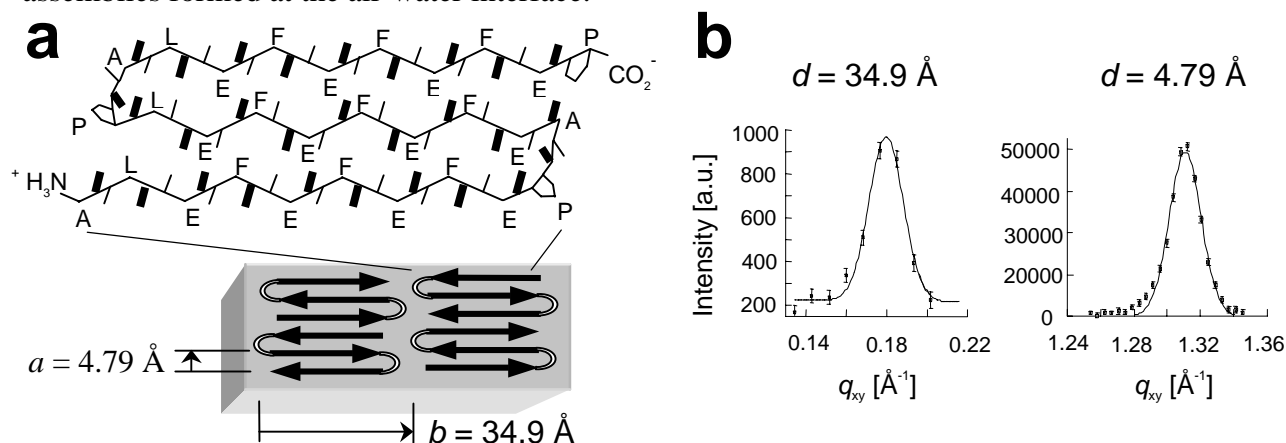 assemblies formed at the air-water interface.
a
A L F F F P
E E E E CO₂⁻
P L F F A
E E E E
⁺H₃N L F F F
A E E E E P
a = 4.79 Å
b = 34.9 Å
b
d = 34.9 Å
d = 4.79 Å
Intensity [a.u.]
1000
800
600
400
200
0.14 0.18 0.22
q_xy [Å⁻¹]
50000
40000
30000
20000
10000
0
1.24 1.28 1.32 1.36
q_xy [Å⁻¹]